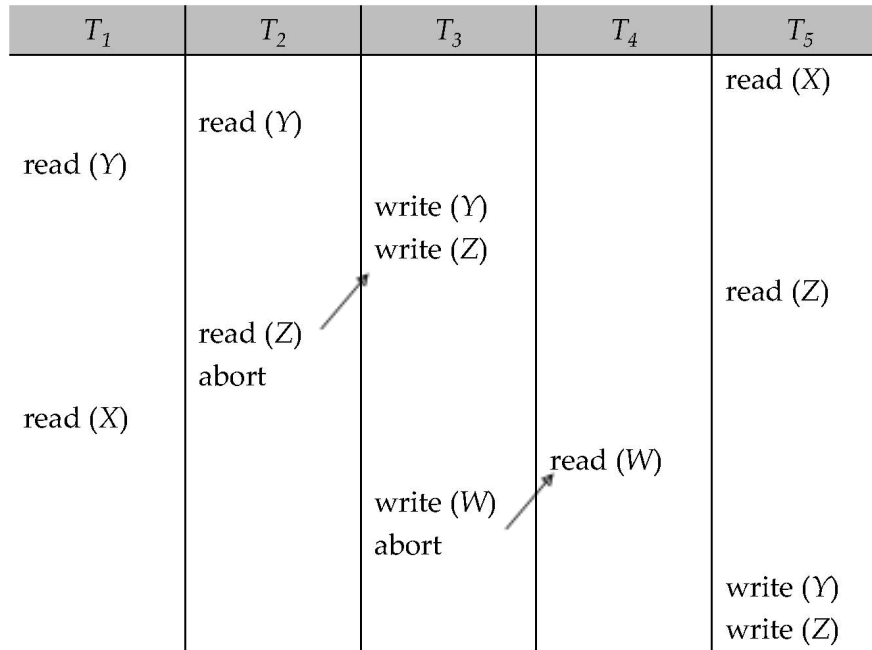 T1 T2 T3 T4 T5
read (X)
read (Y)
read (Y)
write (Y)
write (Z)
read (Z)
read (Z)
abort
read (X)
read (W)
write (W)
abort
write (Y)
write (Z)